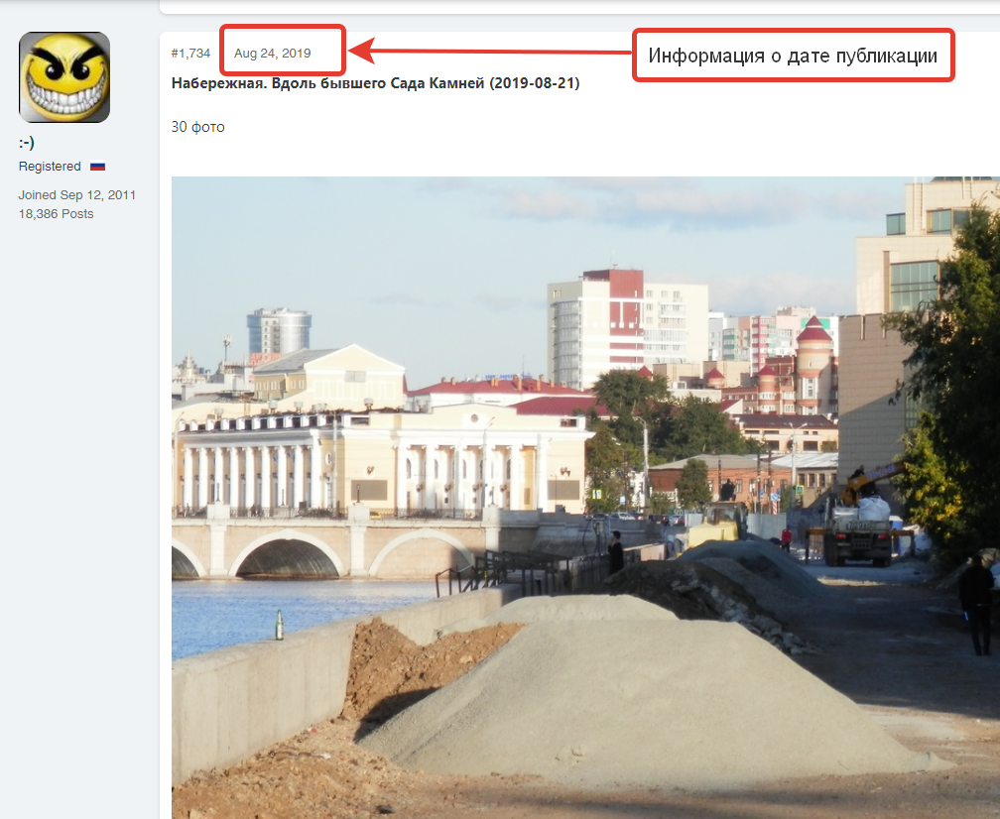 #1,734 Aug 24, 2019
Информация о дате публикации
Набережная. Вдоль бывшего Сада Камней (2019-08-21)
30 фото
:-)
Registered
Joined Sep 12, 2011
18,386 Posts